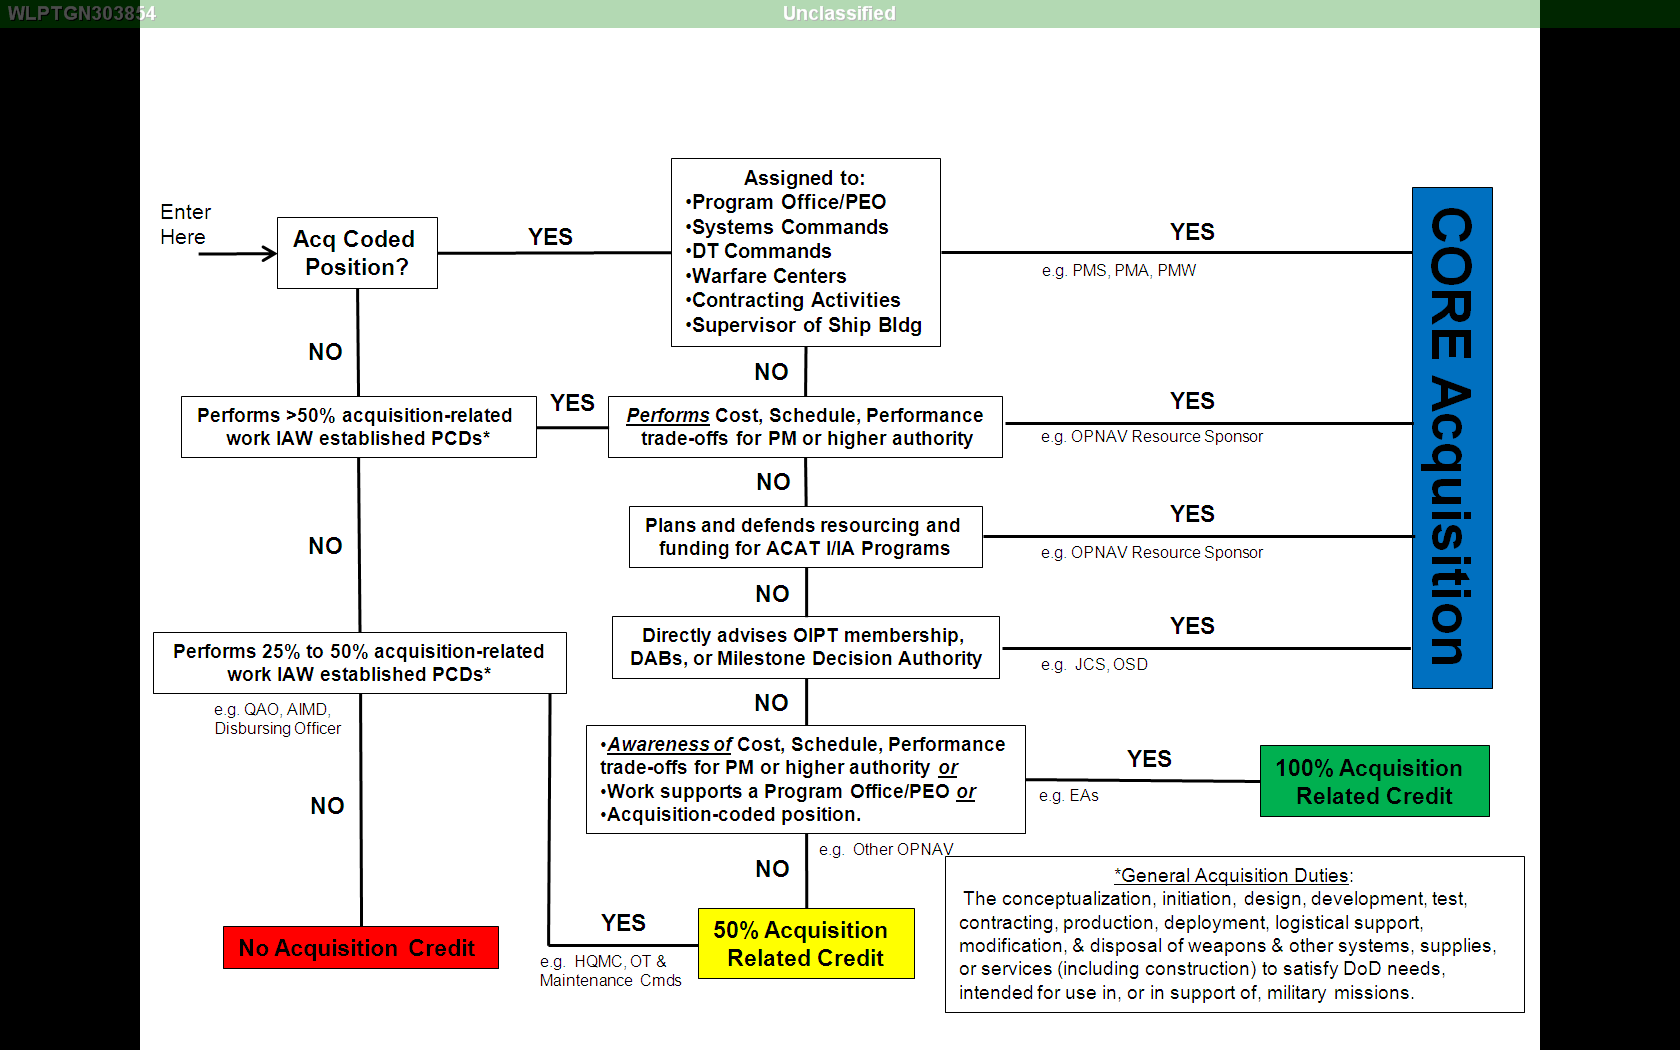 WLPTGN303854
Unclassified
Enter
Here
Acq Coded
Position?
YES
Assigned to:
•Program Office/PEO
•Systems Commands
•DT Commands
•Warfare Centers
•Contracting Activities
•Supervisor of Ship Bldg
YES
e.g. PMS, PMA, PMW
CORE Acquisition
NO
NO
Performs >50% acquisition-related
work IAW established PCDs*
YES
Performs Cost, Schedule, Performance
trade-offs for PM or higher authority
YES
e.g. OPNAV Resource Sponsor
NO
NO
Plans and defends resourcing and
funding for ACAT I/IA Programs
YES
e.g. OPNAV Resource Sponsor
NO
Performs 25% to 50% acquisition-related
work IAW established PCDs*
e.g. QAO, AIMD,
Disbursing Officer
Directly advises OIPT membership,
DABs, or Milestone Decision Authority
YES
e.g. JCS, OSD
NO
•Awareness of Cost, Schedule, Performance
trade-offs for PM or higher authority or
•Work supports a Program Office/PEO or
•Acquisition-coded position.
YES
e.g. EAs
100% Acquisition
Related Credit
NO
e.g. Other OPNAV
NO
No Acquisition Credit
YES
e.g. HQMC, OT &
Maintenance Cmds
50% Acquisition
Related Credit
*General Acquisition Duties:
The conceptualization, initiation, design, development, test,
contracting, production, deployment, logistical support,
modification, & disposal of weapons & other systems, supplies,
or services (including construction) to satisfy DoD needs,
intended for use in, or in support of, military missions.